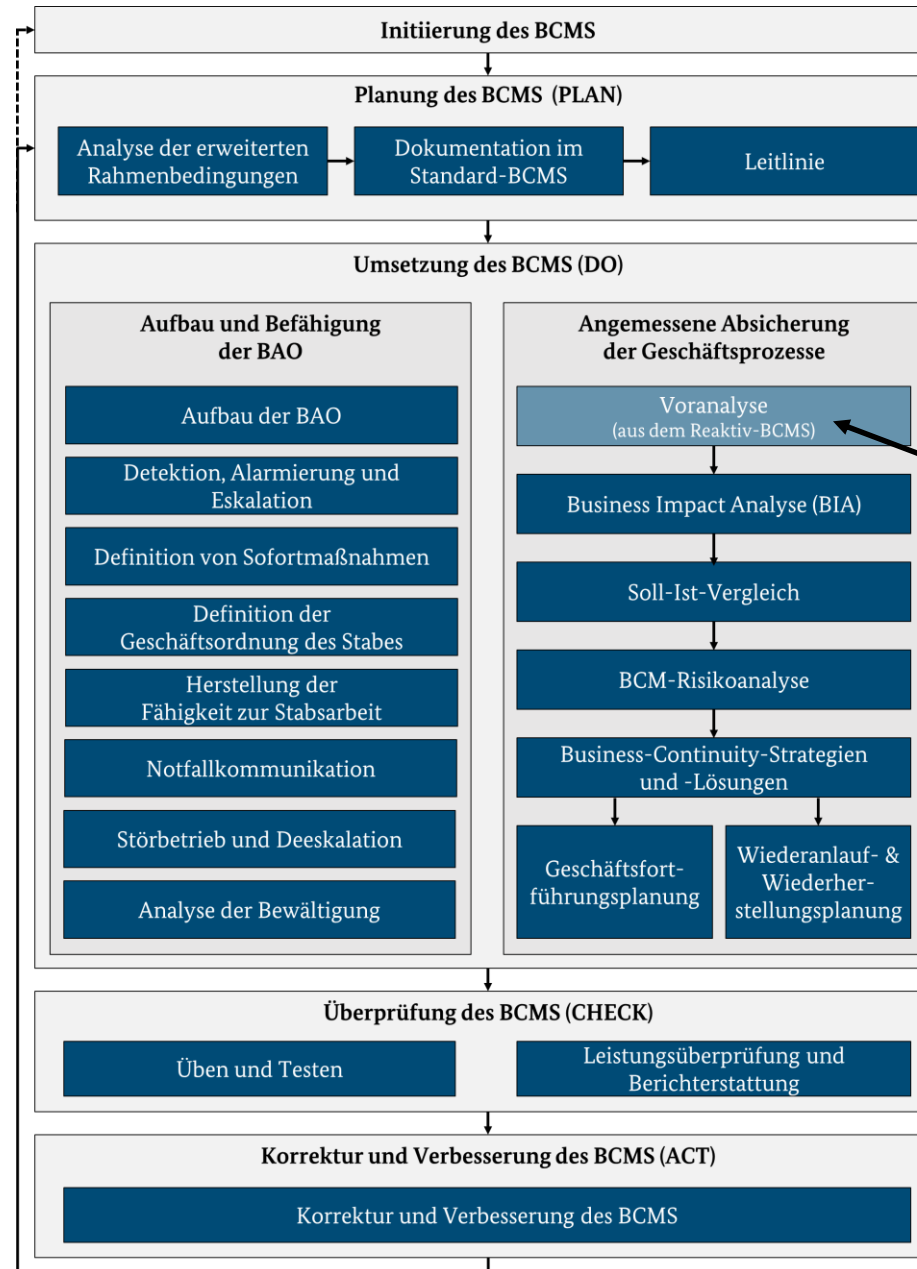 Initiierung des BCMS
Planung des BCMS (PLAN)
Analyse der erweiterten
Rahmenbedingungen
Dokumentation im
Standard-BCMS
Leitlinie
Umsetzung des BCMS (DO)
Aufbau und Befähigung
der BAO
Aufbau der BAO
Detektion, Alarmierung und
Eskalation
Definition von Sofortmaßnahmen
Definition der
Geschäftsordnung des Stabes
Herstellung der
Fähigkeit zur Stabsarbeit
Notfallkommunikation
Störbetrieb und Deeskalation
Analyse der Bewältigung
Angemessene Absicherung
der Geschäftsprozesse
Voranalyse
(aus dem Reaktiv-BCMS)
Business Impact Analyse (BIA)
Soll-Ist-Vergleich
BCM-Risikoanalyse
Business-Continuity-Strategien
und -Lösungen
Geschäftsfort-
führungsplanung
Wiederanlauf- &
Wiederher-
stellungsplanung
Überprüfung des BCMS (CHECK)
Üben und Testen
Leistungsüberprüfung und
Berichterstattung
Korrektur und Verbesserung des BCMS (ACT)
Korrektur und Verbesserung des BCMS